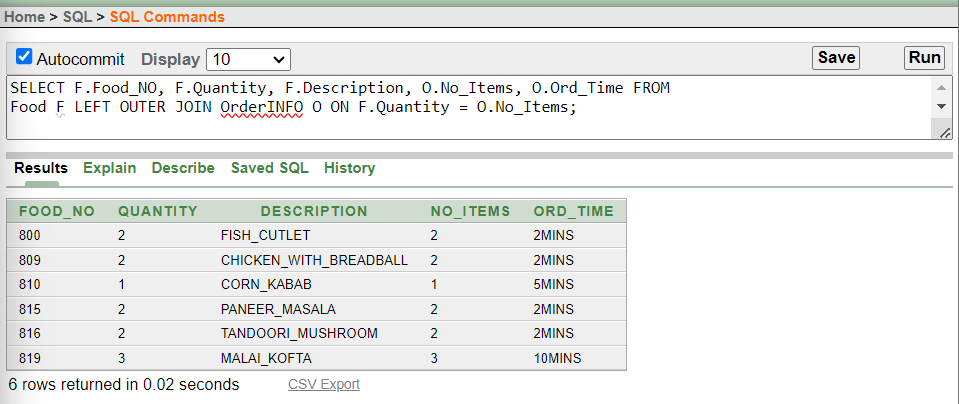 Home > SQL > SQL Commands
Autocommit Display 10 Save Run
SELECT F.Food_NO, F.Quantity, F.Description, O.No_Items, O.Ord_Time FROM
Food F LEFT OUTER JOIN OrderINFO O ON F.Quantity = O.No_Items;
Results Explain Describe Saved SQL History
FOOD_NO QUANTITY DESCRIPTION NO_ITEMS ORD_TIME
800 2 FISH_CUTLET 2 2MINS
809 2 CHICKEN_WITH_BREADBALL 2 2MINS
810 1 CORN_KABAB 1 5MINS
815 2 PANEER_MASALA 2 2MINS
816 2 TANDOORI_MUSHROOM 2 2MINS
819 3 MALAI_KOFTA 3 10MINS
6 rows returned in 0.02 seconds CSV Export